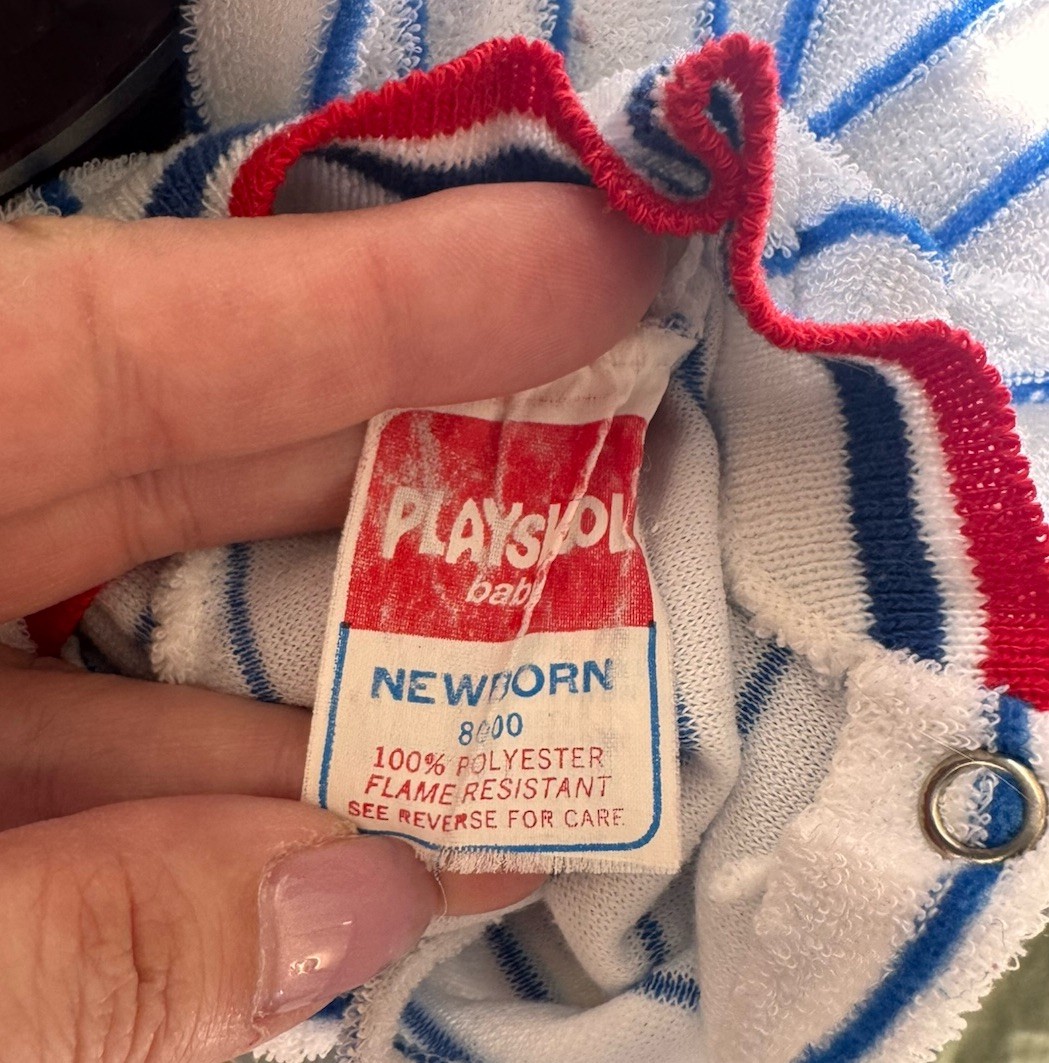 PLAYSKOOL
baby
NEWBORN
8000
100% POLYESTER
FLAME RESISTANT
SEE REVERSE FOR CARE